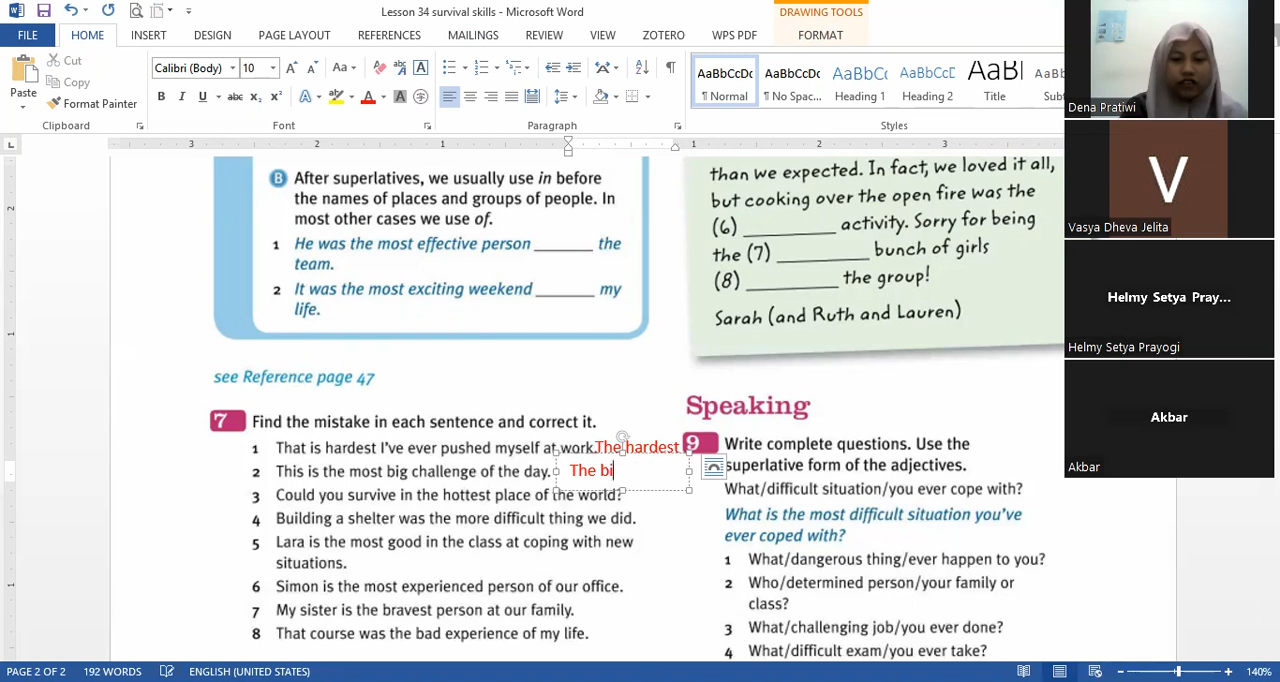 Lesson 34 survival skills - Microsoft Word
DRAWING TOOLS
FILE HOME INSERT DESIGN PAGE LAYOUT REFERENCES MAILINGS REVIEW VIEW ZOTERO WPS PDF FORMAT
Cut
Copy
Format Painter
Paste
Clipboard
Calibri (Body) 10
Font
Paragraph
AaBbCcDc AaBbCcDc AaBbCc AaBbCcD AaBl AaBb
¶ Normal ¶ No Spac... Heading 1 Heading 2 Title Subt
Styles
3 2 1 1 2 3
B After superlatives, we usually use in before
the names of places and groups of people. In
most other cases we use of.
1 He was the most effective person ______ the
team.
2 It was the most exciting weekend ______ my
life.
see Reference page 47
7 Find the mistake in each sentence and correct it.
1 That is hardest I've ever pushed myself at work. The hardest
2 This is the most big challenge of the day. The bi
3 Could you survive in the hottest place of the world?
4 Building a shelter was the more difficult thing we did.
5 Lara is the most good in the class at coping with new
situations.
6 Simon is the most experienced person of our office.
7 My sister is the bravest person at our family.
8 That course was the bad experience of my life.
than we expected. In fact, we loved it all,
but cooking over the open fire was the
(6) ________ activity. Sorry for being
the (7) ________ bunch of girls
(8) ________ the group!
Sarah (and Ruth and Lauren)
Speaking
9 Write complete questions. Use the
superlative form of the adjectives.
What/difficult situation/you ever cope with?
What is the most difficult situation you've
ever coped with?
1 What/dangerous thing/ever happen to you?
2 Who/determined person/your family or
class?
3 What/challenging job/you ever done?
4 What/difficult exam/you ever take?
Dena Pratiwi
V
Vasya Dheva Jelita
Helmy Setya Pray...
Helmy Setya Prayogi
Akbar
Akbar
PAGE 2 OF 2 192 WORDS ENGLISH (UNITED STATES) 140%